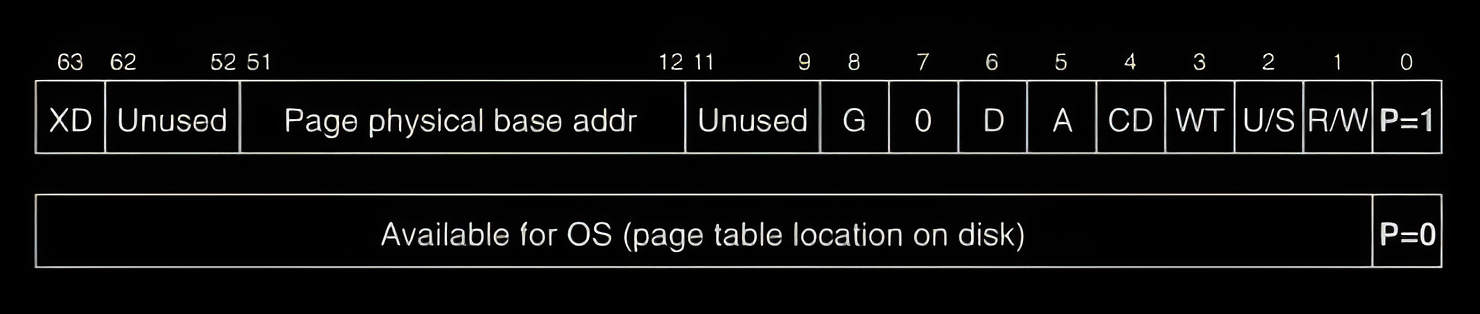 63 62 52 51 12 11 9 8 7 6 5 4 3 2 1 0
XD Unused Page physical base addr Unused G 0 D A CD WT U/S R/W P=1
Available for OS (page table location on disk) P=0